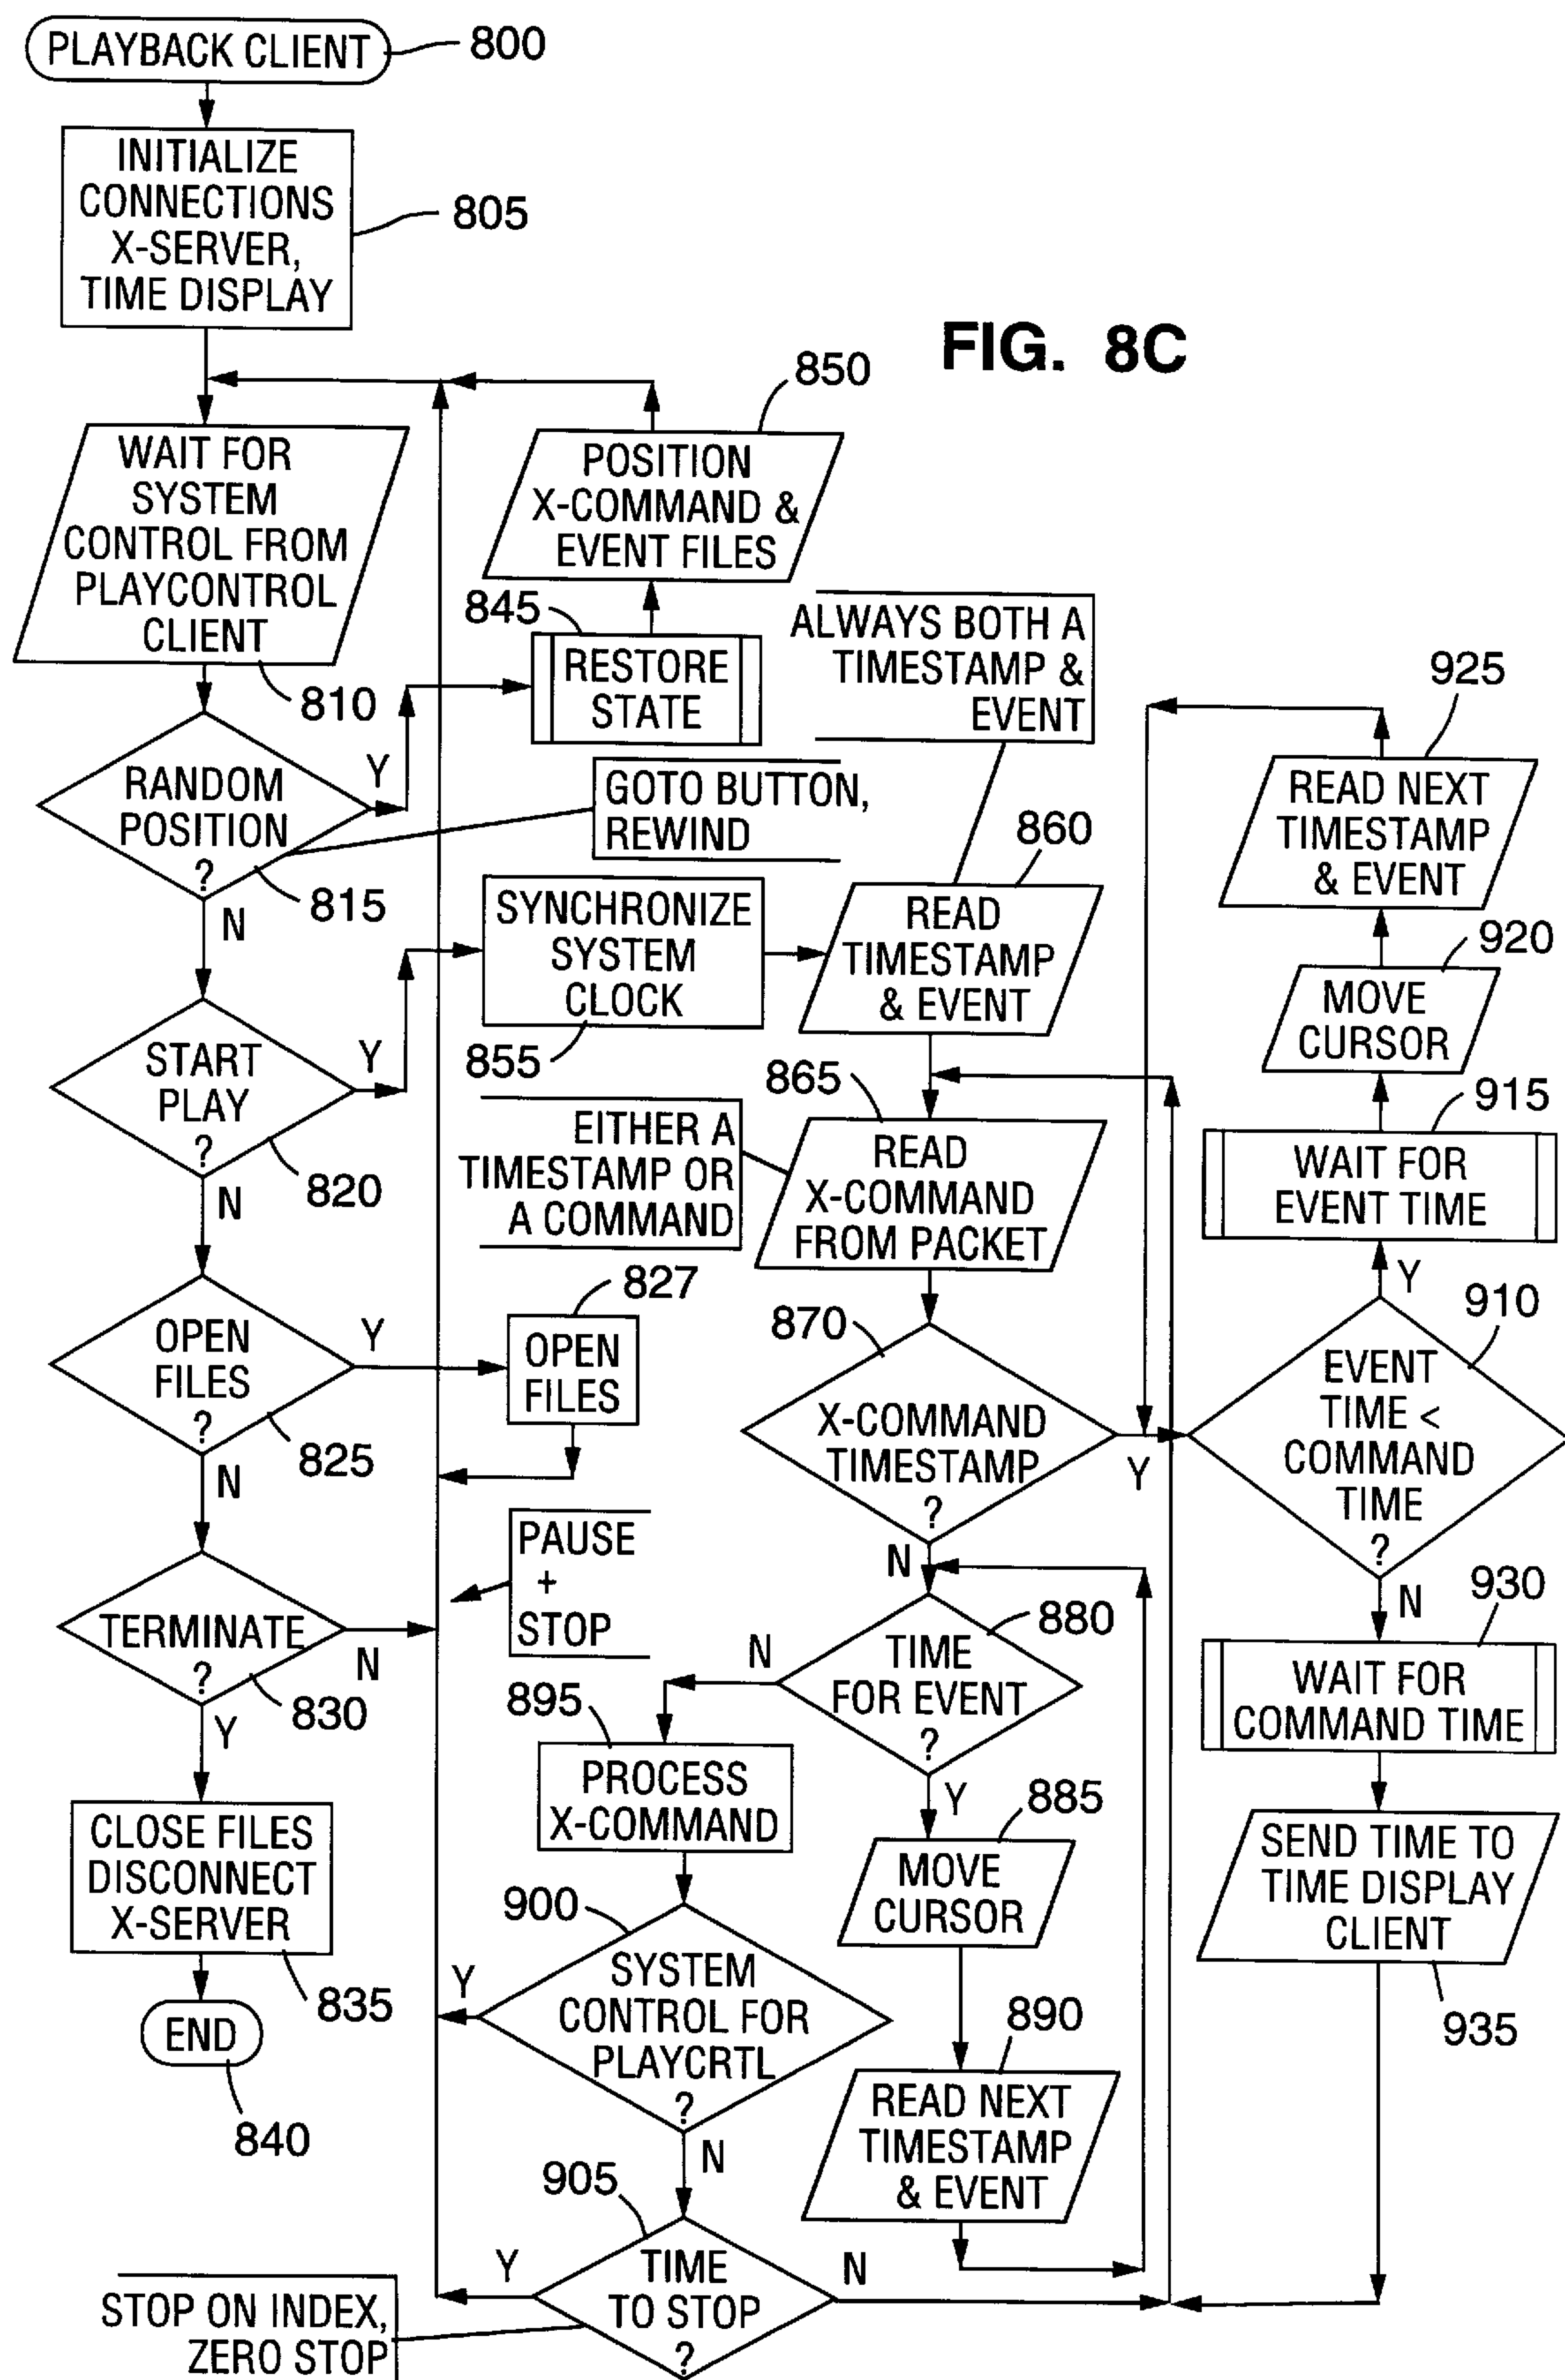 PLAYBACK CLIENT
800
INITIALIZE
CONNECTIONS
X-SERVER,
TIME DISPLAY
805
FIG. 8C
WAIT FOR
SYSTEM
CONTROL FROM
PLAYCONTROL
CLIENT
810
RANDOM
POSITION
?
815
Y
N
START
PLAY
?
820
Y
N
OPEN
FILES
?
825
Y
N
TERMINATE
?
830
N
Y
CLOSE FILES
DISCONNECT
X-SERVER
835
END
840
850
POSITION
X-COMMAND &
EVENT FILES
845
RESTORE
STATE
GOTO BUTTON,
REWIND
SYNCHRONIZE
SYSTEM
CLOCK
855
ALWAYS BOTH A
TIMESTAMP &
EVENT
860
READ
TIMESTAMP
& EVENT
865
EITHER A
TIMESTAMP OR
A COMMAND
READ
X-COMMAND
FROM PACKET
827
OPEN
FILES
870
X-COMMAND
TIMESTAMP
?
Y
N
PAUSE
+
STOP
880
TIME
FOR EVENT
?
N
Y
895
PROCESS
X-COMMAND
885
MOVE
CURSOR
900
SYSTEM
CONTROL FOR
PLAYCRTL
?
Y
N
890
READ NEXT
TIMESTAMP
& EVENT
905
TIME
TO STOP
?
Y
N
STOP ON INDEX,
ZERO STOP
925
READ NEXT
TIMESTAMP
& EVENT
920
MOVE
CURSOR
915
WAIT FOR
EVENT TIME
Y
910
EVENT
TIME <
COMMAND
TIME
?
N
930
WAIT FOR
COMMAND TIME
SEND TIME TO
TIME DISPLAY
CLIENT
935